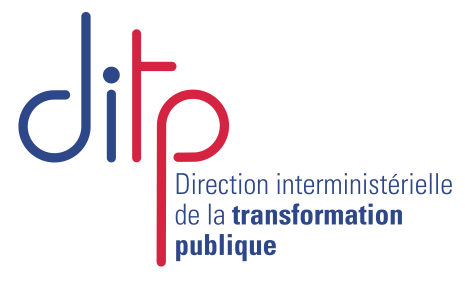 ditp
Direction interministérielle
de la transformation
publique